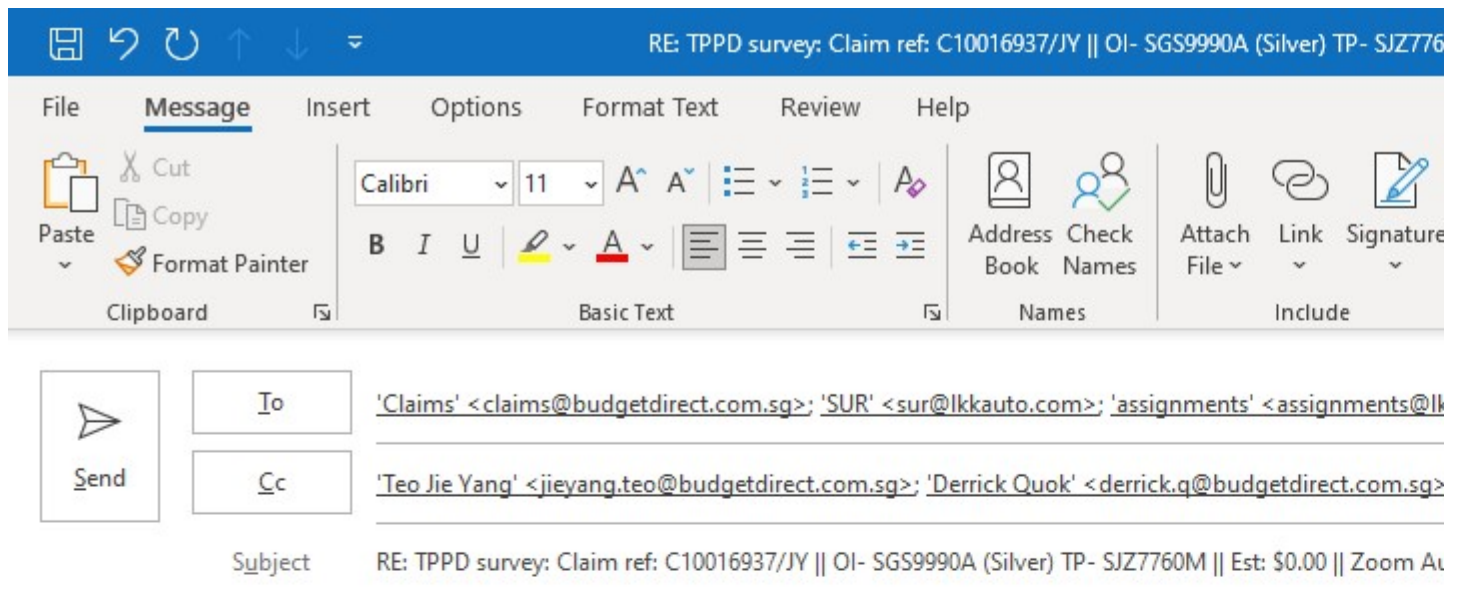 RE: TPPD survey: Claim ref: C10016937/JY || OI- SGS9990A (Silver) TP- SJZ776
File Message Insert Options Format Text Review Help
Cut
Calibri 11
Copy
Paste
Format Painter
B I U A
Address Book
Check Names
Attach File
Link
Signature
Clipboard Basic Text Names Include
To 'Claims' <claims@budgetdirect.com.sg>; 'SUR' <sur@lkkauto.com>; 'assignments' <assignments@lk
Send
Cc 'Teo Jie Yang' <jieyang.teo@budgetdirect.com.sg>; 'Derrick Quok' <derrick.q@budgetdirect.com.sg>
Subject RE: TPPD survey: Claim ref: C10016937/JY || OI- SGS9990A (Silver) TP- SJZ7760M || Est: $0.00 || Zoom Au